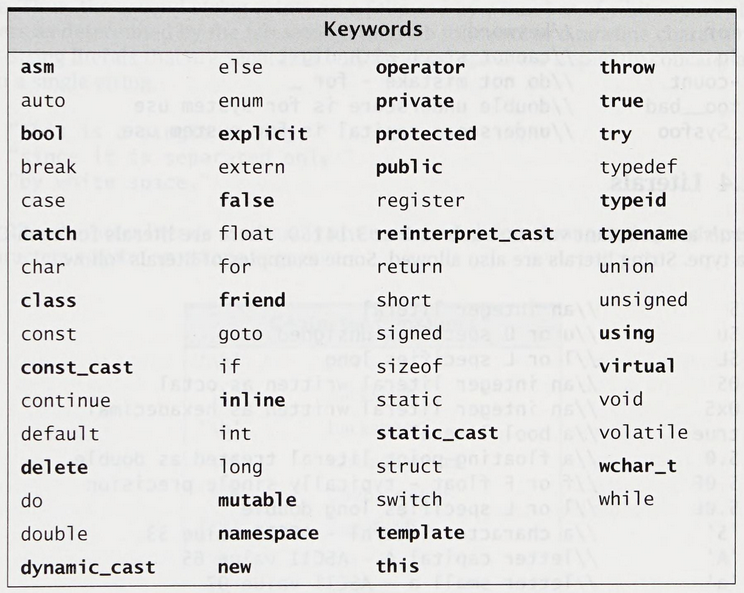 Keywords
asm else operator throw
auto enum private true
bool explicit protected try
break extern public typedef
case false register typeid
catch float reinterpret_cast typename
char for return union
class friend short unsigned
const goto signed using
const_cast if sizeof virtual
continue inline static void
default int static_cast volatile
delete long struct wchar_t
do mutable switch while
double namespace template
dynamic_cast new this